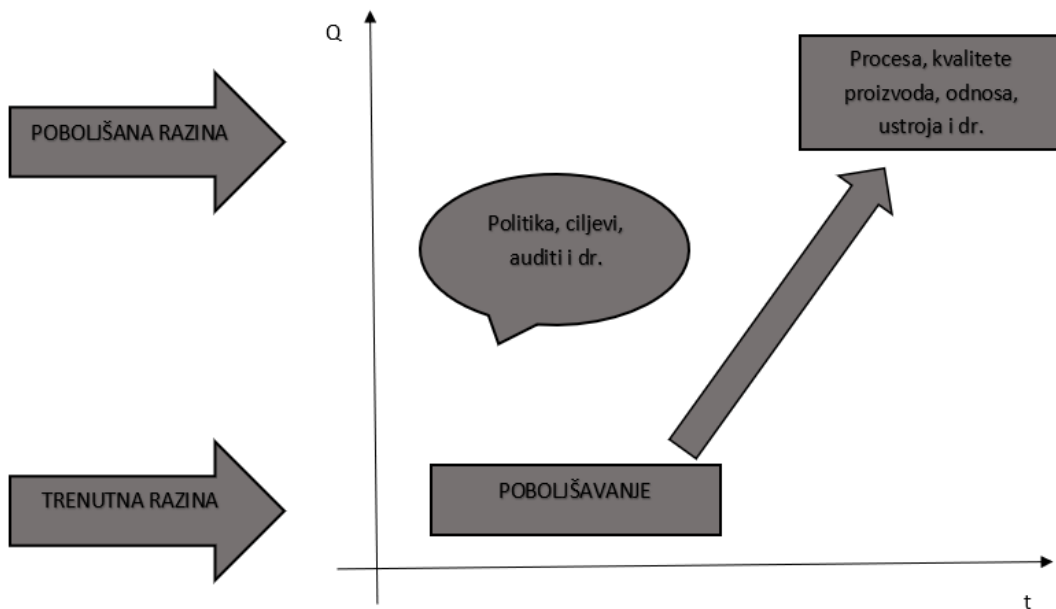 Q
Procesa, kvalitete
proizvoda, odnosa,
ustroja i dr.
POBOLJŠANA RAZINA
Politika, ciljevi,
auditi i dr.
TRENUTNA RAZINA
POBOLJŠAVANJE
t